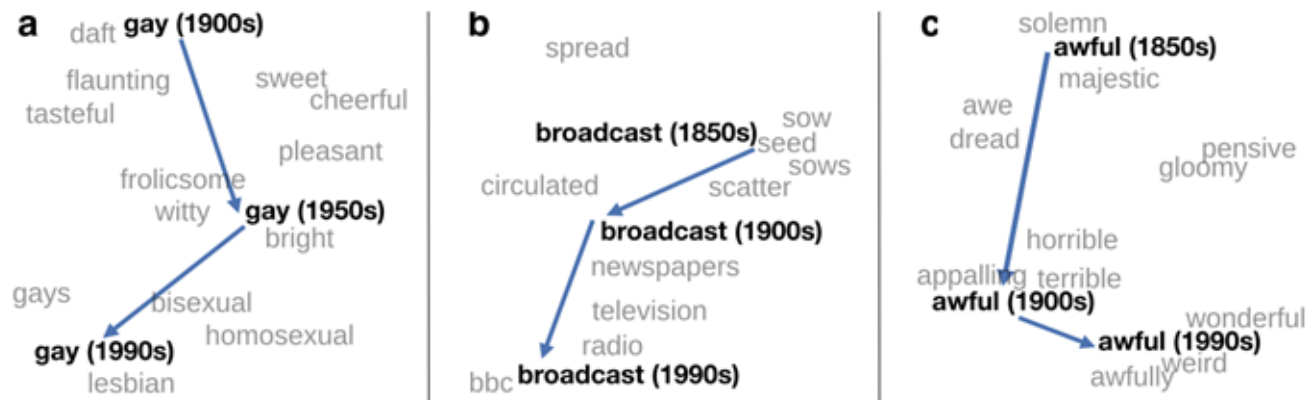 a
daft gay (1900s)
flaunting
sweet
tasteful
cheerful
pleasant
frolicsome
witty
gay (1950s)
bright
gays
bisexual
homosexual
gay (1990s)
lesbian
b
spread
broadcast (1850s)
sow
seed
sows
circulated
scatter
broadcast (1900s)
newspapers
television
radio
bbc broadcast (1990s)
c
solemn
awful (1850s)
majestic
awe
dread
pensive
gloomy
horrible
appalling terrible
awful (1900s)
wonderful
awful (1990s)
weird
awfully